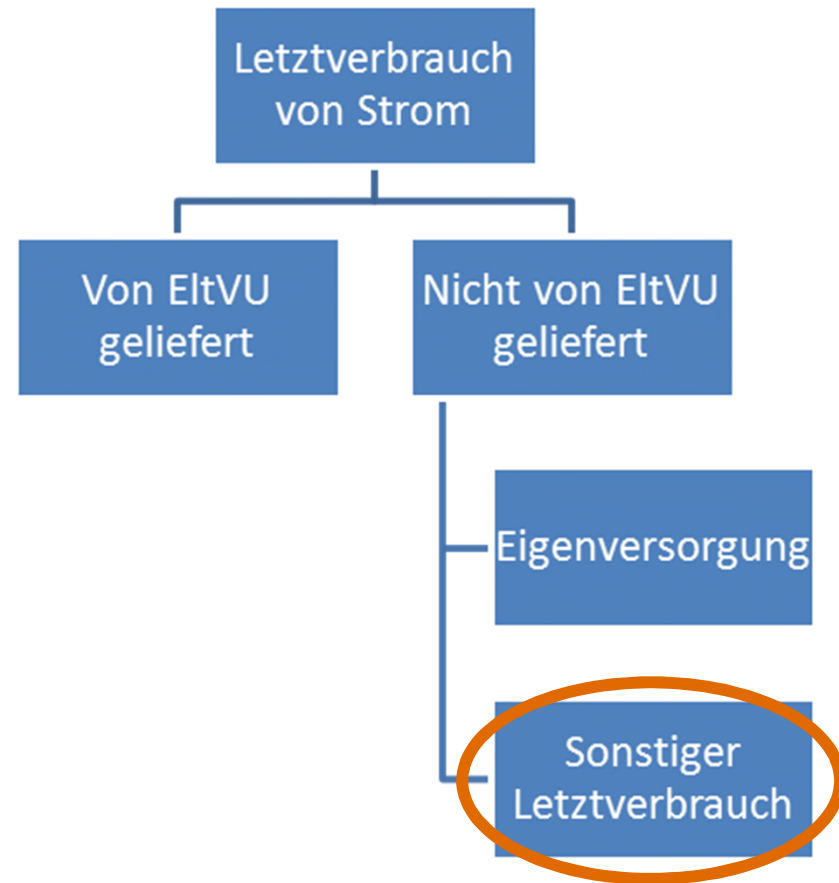 Letztverbrauch
von Strom
Von EltVU
geliefert
Nicht von EltVU
geliefert
Eigenversorgung
Sonstiger
Letztverbrauch